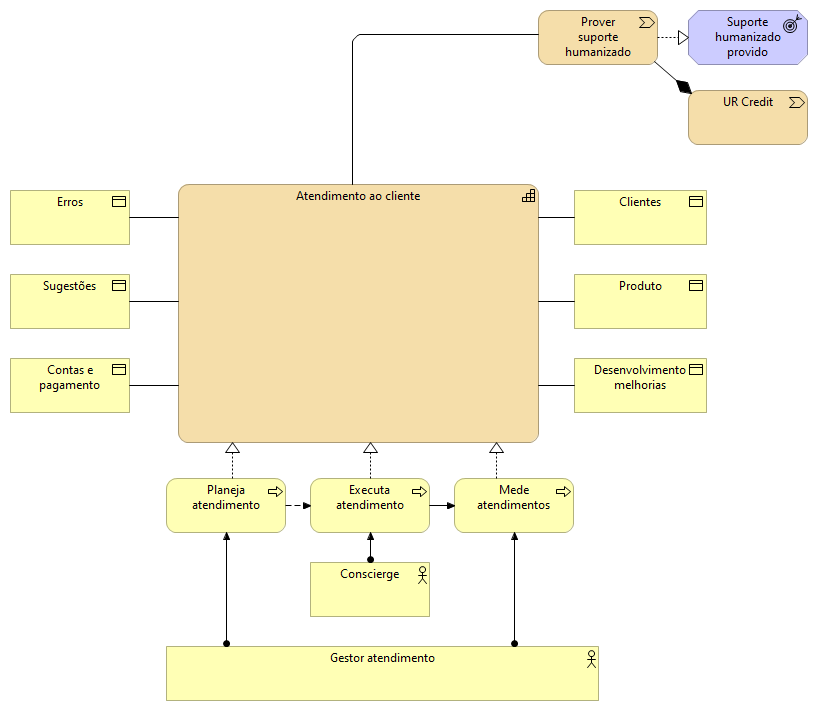 Prover
suporte
humanizado
Suporte
humanizado
provido
UR Credit
Atendimento ao cliente
Erros
Clientes
Sugestões
Produto
Contas e
pagamento
Desenvolvimento
melhorias
Planeja
atendimento
Executa
atendimento
Mede
atendimentos
Conscierge
Gestor atendimento